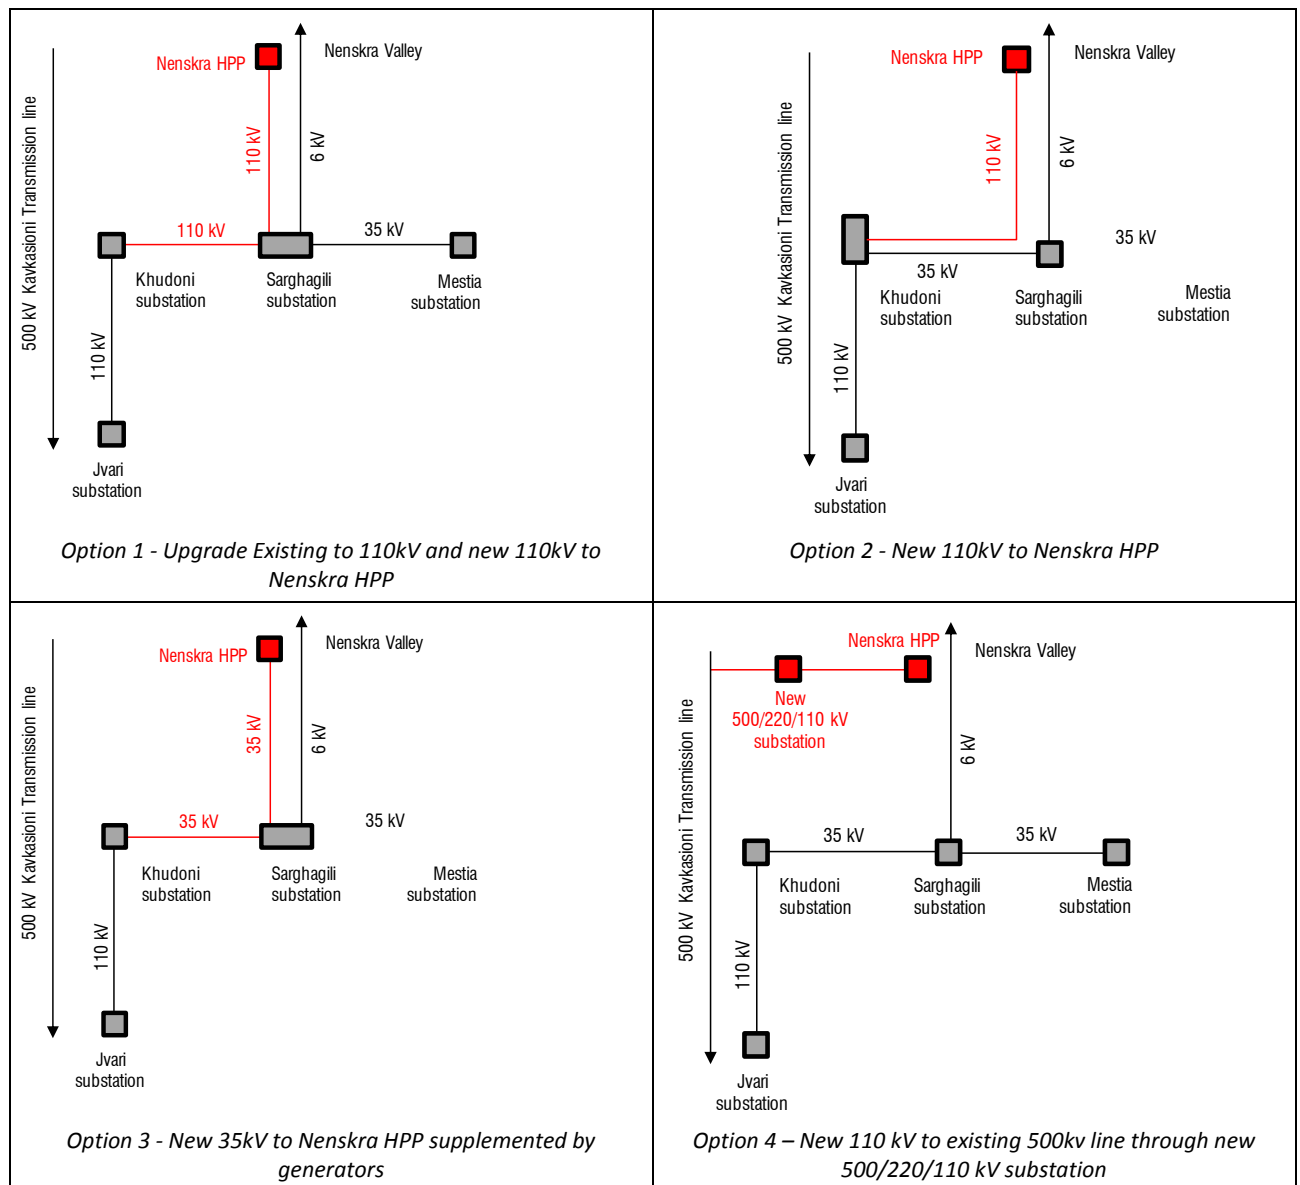 500 kV Kavkasioni Transmission line
Nenskra HPP
Nenskra Valley
110 kV
6 kV
110 kV
35 kV
Khudoni
substation
Sarghagili
substation
Mestia
substation
110 kV
Jvari
substation
Option 1 - Upgrade Existing to 110kV and new 110kV to
Nenskra HPP
500 kV Kavkasioni Transmission line
Nenskra HPP
Nenskra Valley
110 kV
6 kV
35 kV
35 kV
Khudoni
substation
Sarghagili
substation
Mestia
substation
110 kV
Jvari
substation
Option 2 - New 110kV to Nenskra HPP
500 kV Kavkasioni Transmission line
Nenskra HPP
Nenskra Valley
35 kV
6 kV
35 kV
35 kV
Khudoni
substation
Sarghagili
substation
Mestia
substation
110 kV
Jvari
substation
Option 3 - New 35kV to Nenskra HPP supplemented by
generators
500 kV Kavkasioni Transmission line
Nenskra HPP
Nenskra Valley
New
500/220/110 kV
substation
6 kV
35 kV
35 kV
Khudoni
substation
Sarghagili
substation
Mestia
substation
110 kV
Jvari
substation
Option 4 – New 110 kV to existing 500kv line through new
500/220/110 kV substation